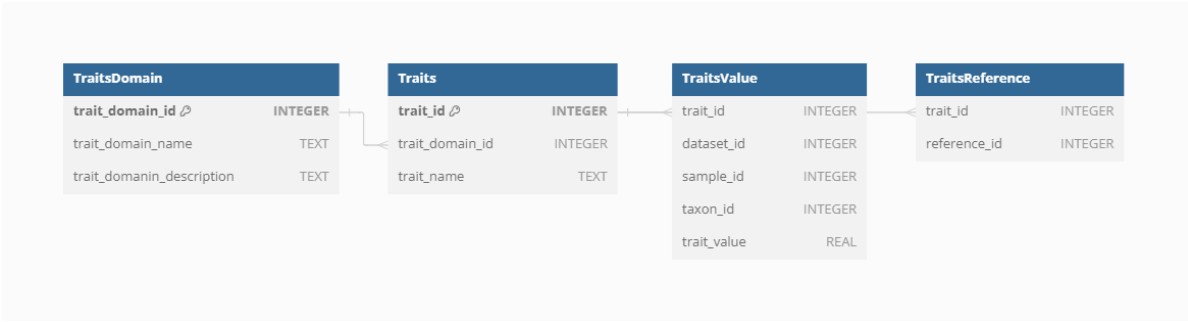 TraitsDomain
trait_domain_id INTEGER
trait_domain_name TEXT
trait_domanin_description TEXT
Traits
trait_id INTEGER
trait_domain_id INTEGER
trait_name TEXT
TraitsValue
trait_id INTEGER
dataset_id INTEGER
sample_id INTEGER
taxon_id INTEGER
trait_value REAL
TraitsReference
trait_id INTEGER
reference_id INTEGER